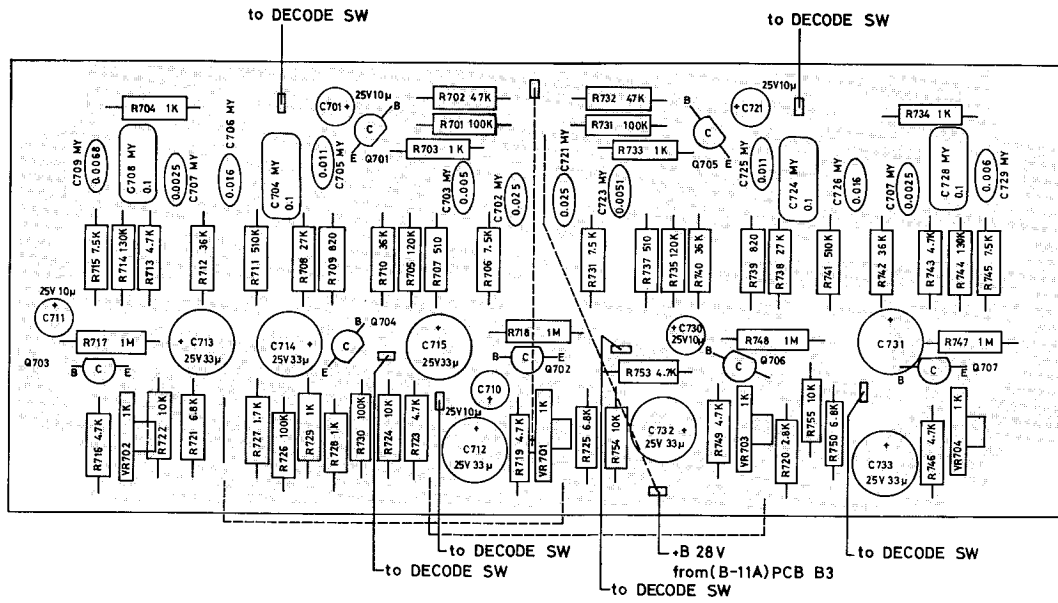 to DECODE SW
to DECODE SW
R704 1K
C706 MY
0.016
C709 MY
0.0068
C708 MY
0.1
0.0025
C707 MY
C704 MY
0.1
25V10μ
C701
0.011
C705 MY
B
C
E
Q701
R702 47K
R701 100K
R703 1K
C703 MY
0.005
C702 MY
0.025
C721 MY
0.025
R732 47K
R731 100K
R733 1K
C723 MY
0.0051
B
C
E
Q705
25V10μ
C721
C725 MY
0.011
C724 MY
0.1
C726 MY
0.016
R734 1K
C707 MY
0.0025
C728 MY
0.1
0.006
C729 MY
R715 7.5K
R714 130K
R713 4.7K
R712 36K
R711 510K
R708 27K
R709 820
R710 36K
R705 120K
R707 510
R706 7.5K
R731 7.5K
R737 510
R735 120K
R740 36K
R739 820
R738 27K
R741 510K
R742 36K
R743 4.7K
R744 130K
R745 7.5K
25V 10μ
C711
R717 1M
Q703
B
C
E
C713
25V33μ
C714
25V33μ
B
C
E
Q704
C715
25V33μ
R718 1M
B
C
E
Q702
C710
25V10μ
R753 4.7K
C730
25V10μ
R748 1M
B
C
Q706
C731
R747 1M
B
C
E
Q707
R716 4.7K
VR702 1K
R722 10K
R721 6.8K
R727 1.7K
R726 100K
R729 1K
R728 1K
R730 100K
R724 10K
R723 4.7K
C712
25V 33μ
R719 4.7K
VR701 1K
R725 6.8K
R754 10K
C732
25V 33μ
R749 4.7K
VR703 1K
R720 2.8K
R755 10K
R750 6.8K
C733
25V 33μ
R746 4.7K
VR704 1K
to DECODE SW
to DECODE SW
+B 28V
from(B-11A)PCB B3
to DECODE SW
to DECODE SW